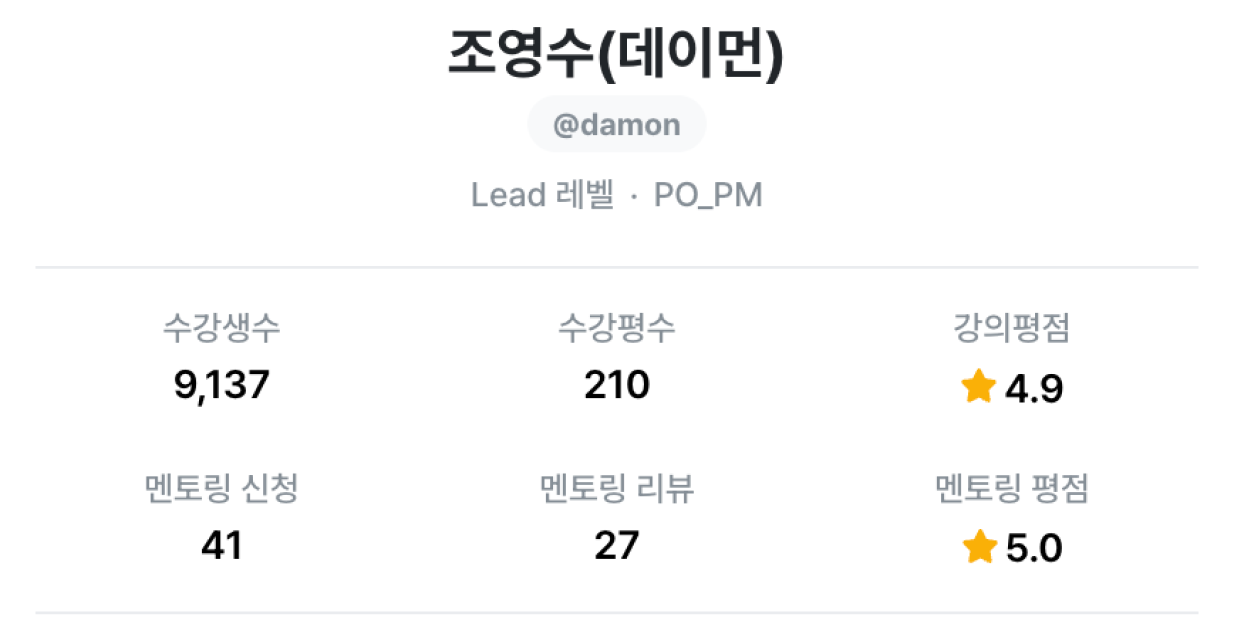 조영수(데이먼)
@damon
Lead 레벨 · PO_PM
수강생수 수강평수 강의평점
9,137 210 4.9
멘토링 신청 멘토링 리뷰 멘토링 평점
41 27 5.0